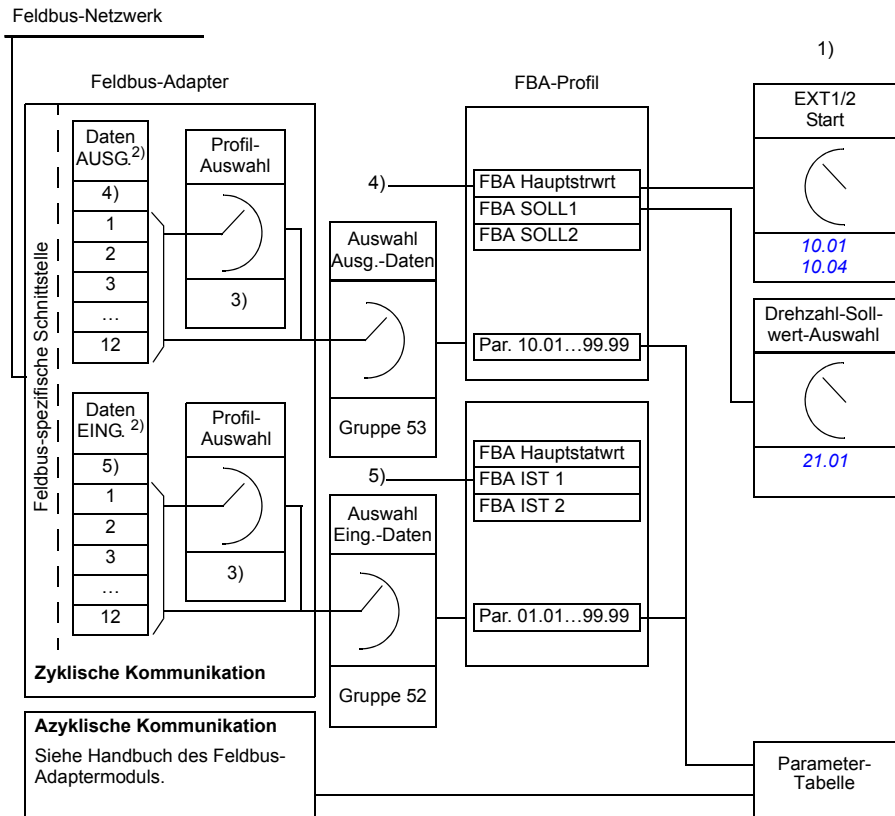 Feldbus-Netzwerk
1)
Feldbus-Adapter
FBA-Profil
EXT1/2
Start
10.01
10.04
Feldbus-spezifische Schnittstelle
Daten
AUSG.2)
4)
1
2
3
…
12
Profil-
Auswahl
3)
4)
FBA Hauptstrwrt
FBA SOLL1
FBA SOLL2
Auswahl
Ausg.-Daten
Gruppe 53
Par. 10.01…99.99
Drehzahl-Soll-
wert-Auswahl
21.01
Daten
EING. 2)
5)
1
2
3
…
12
Profil-
Auswahl
3)
5)
FBA Hauptstatwrt
FBA IST 1
FBA IST 2
Auswahl
Eing.-Daten
Gruppe 52
Par. 01.01…99.99
Zyklische Kommunikation
Azyklische Kommunikation
Siehe Handbuch des Feldbus-
Adaptermoduls.
Parameter-
Tabelle